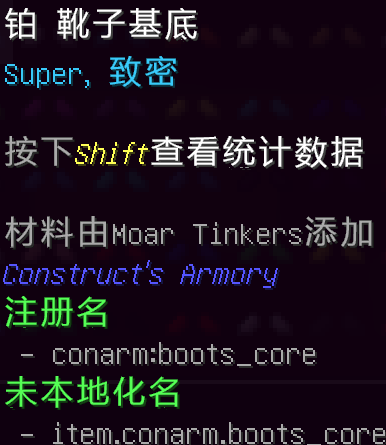 铂 靴子基底
Super, 致密
按下Shift查看统计数据
材料由Moar Tinkers添加
Construct's Armory
注册名
- conarm:boots_core
未本地化名
- item.conarm.boots_core